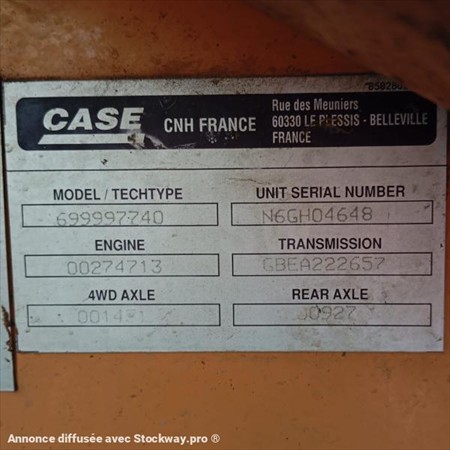 CASE CNH FRANCE
Rue des Meuniers
60330 LE PLESSIS - BELLEVILLE
FRANCE
MODEL / TECHTYPE UNIT SERIAL NUMBER
699997740 N6GH04648
ENGINE TRANSMISSION
00274713 GBEA222657
4WD AXLE REAR AXLE
Annonce diffusée avec Stockway.pro ®